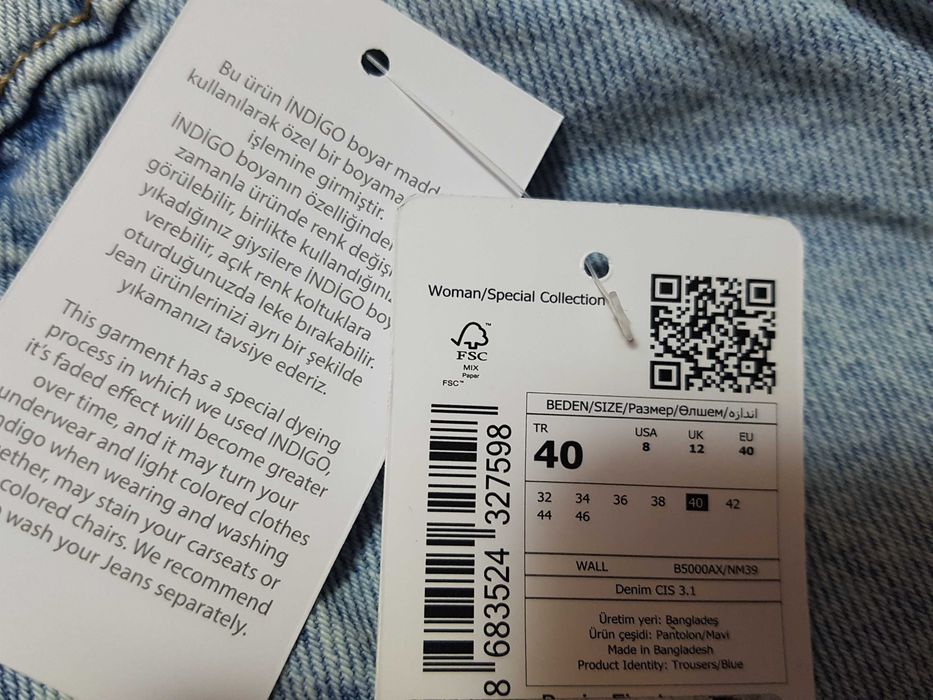 Bu ürün İNDİGO boyar madd
kullanılarak özel bir boyama
işlemine girmiştir.
İNDİGO boyanın özelliğinde
zamanla üründe renk değiş
görülebilir, birlikte kullandığını
yıkadığınız giysilere İNDİGO boy
verebilir, açık renk koltuklara
oturduğunuzda leke bırakabilir.
Jean ürünlerinizi ayrı bir şekilde
yıkamanızı tavsiye ederiz.
This garment has a special dyeing
process in which we used INDIGO,
it's faded effect will become greater
over time, and it may turn your
underwear and light colored clothes
ndigo when wearing and washing
ether, may stain your carseats or
colored chairs. We recommend
o wash your Jeans separately.
Woman/Special Collection
FSC
MIX
Paper
FSC™
8 683524 327598
BEDEN/SIZE/Размер/Өлшем/اندازه
TR USA UK EU
40 8 12 40
32 34 36 38 40 42
44 46
WALL B5000AX/NM39
Denim CIS 3.1
Üretim yeri: Bangladeş
Ürün çeşidi: Pantolon/Mavi
Made in Bangladesh
Product Identity: Trousers/Blue